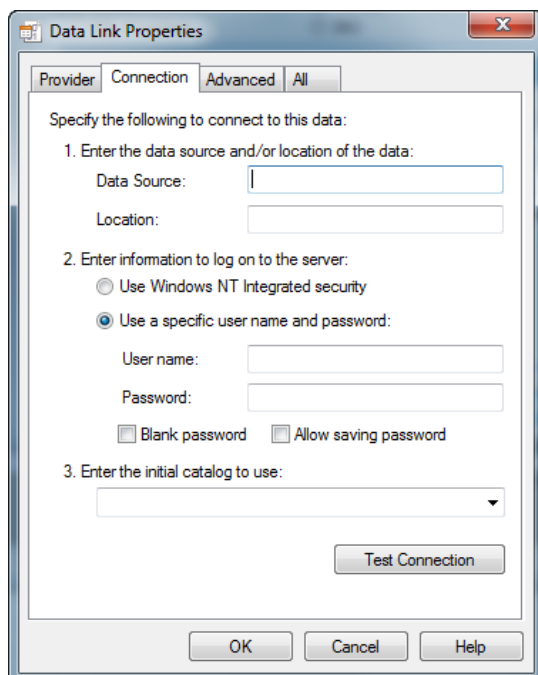 Data Link Properties
Provider Connection Advanced All
Specify the following to connect to this data:
1. Enter the data source and/or location of the data:
Data Source:
Location:
2. Enter information to log on to the server:
Use Windows NT Integrated security
Use a specific user name and password:
User name:
Password:
Blank password Allow saving password
3. Enter the initial catalog to use:
Test Connection
OK Cancel Help